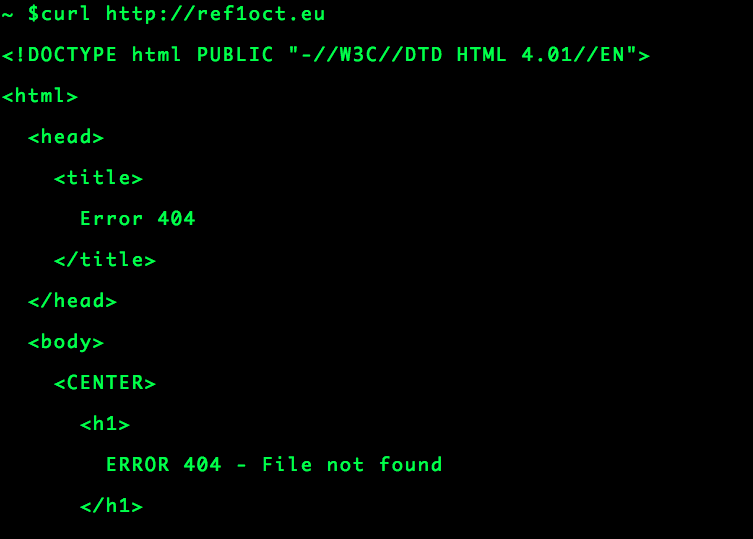 ~ $curl http://ref1oct.eu
<!DOCTYPE html PUBLIC "-//W3C//DTD HTML 4.01//EN">
<html>
<head>
<title>
Error 404
</title>
</head>
<body>
<CENTER>
<h1>
ERROR 404 - File not found
</h1>